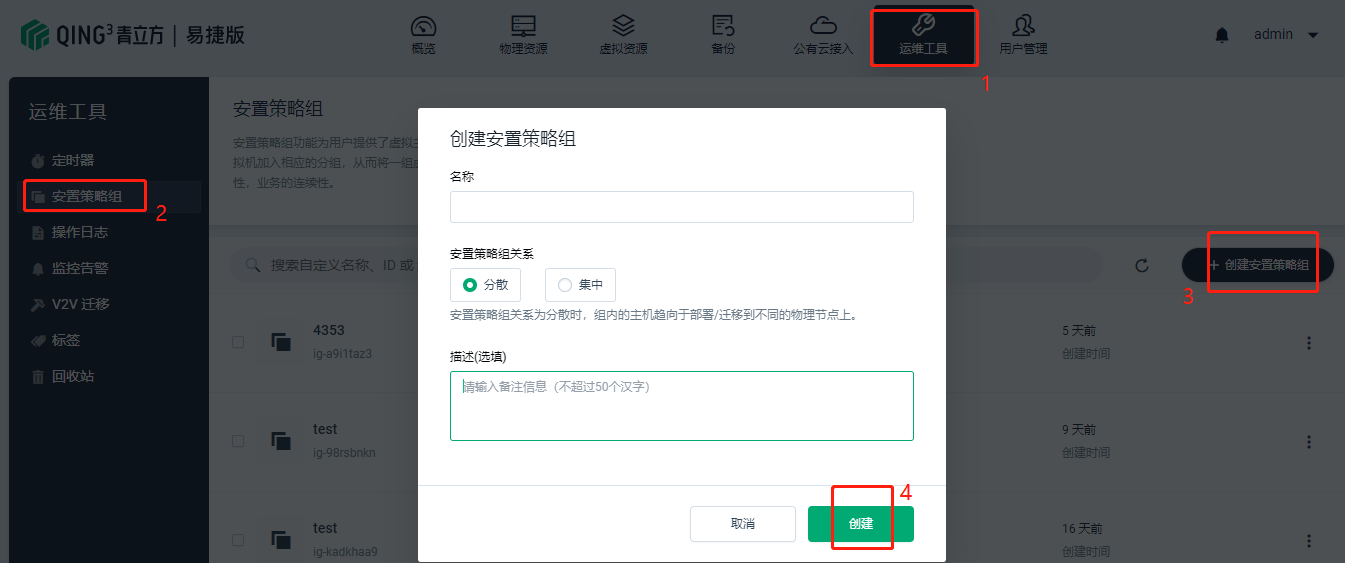 QING³青立方 | 易捷版
概览
物理资源
虚拟资源
备份
公有云接入
运维工具
用户管理
admin
1
运维工具
定时器
安置策略组
2
操作日志
监控告警
V2V 迁移
标签
回收站
安置策略组
安置策略组功能为用户提供了虚拟
拟机加入相应的分组，从而将一组
性，业务的连续性。
搜索自定义名称、ID 或
+ 创建安置策略组
3
4353
ig-a9i1taz3
5 天前
创建时间
test
ig-98rsbnkn
9 天前
创建时间
test
ig-kadkhaa9
16 天前
创建时间
创建安置策略组
名称
安置策略组关系
分散
集中
安置策略组关系为分散时，组内的主机趋向于部署/迁移到不同的物理节点上。
描述(选填)
请输入备注信息（不超过50个汉字）
4
取消
创建